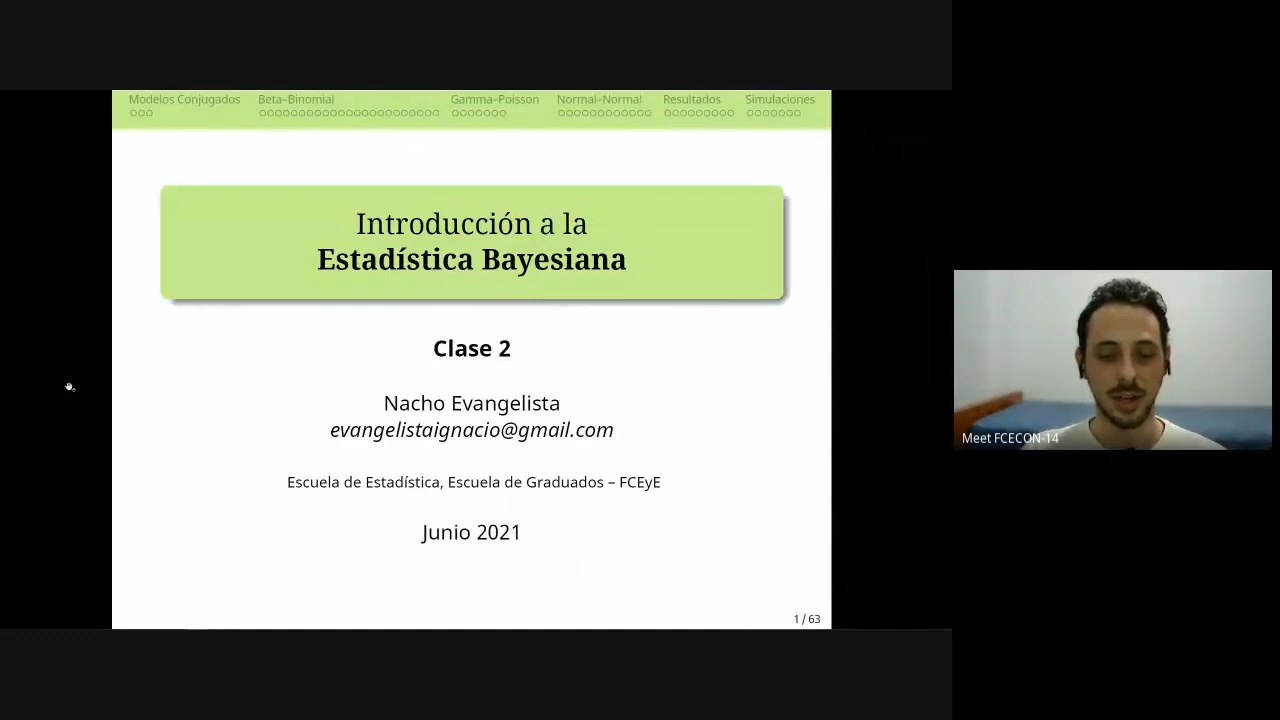 Modelos Conjugados
Beta–Binomial
Gamma–Poisson
Normal–Normal
Resultados
Simulaciones
Introducción a la
Estadística Bayesiana
Clase 2
Nacho Evangelista
evangelistaignacio@gmail.com
Escuela de Estadística, Escuela de Graduados – FCEyE
Junio 2021
1 / 63
Meet FCECON-14